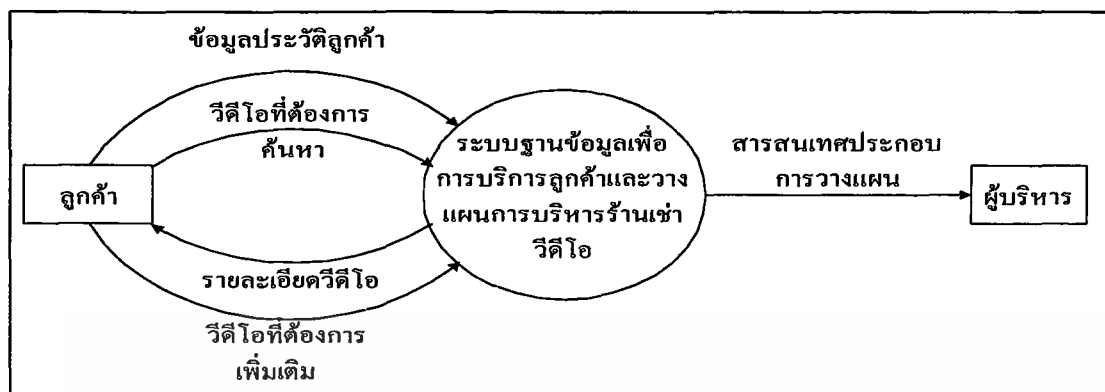 ข้อมูลประวัติลูกค้า
วีดีโอที่ต้องการ
ค้นหา
ลูกค้า
รายละเอียดวีดีโอ
วีดีโอที่ต้องการ
เพิ่มเติม
ระบบฐานข้อมูลเพื่อ
การบริการลูกค้าและวาง
แผนการบริหารร้านเช่า
วีดีโอ
สารสนเทศประกอบ
การวางแผน
ผู้บริหาร